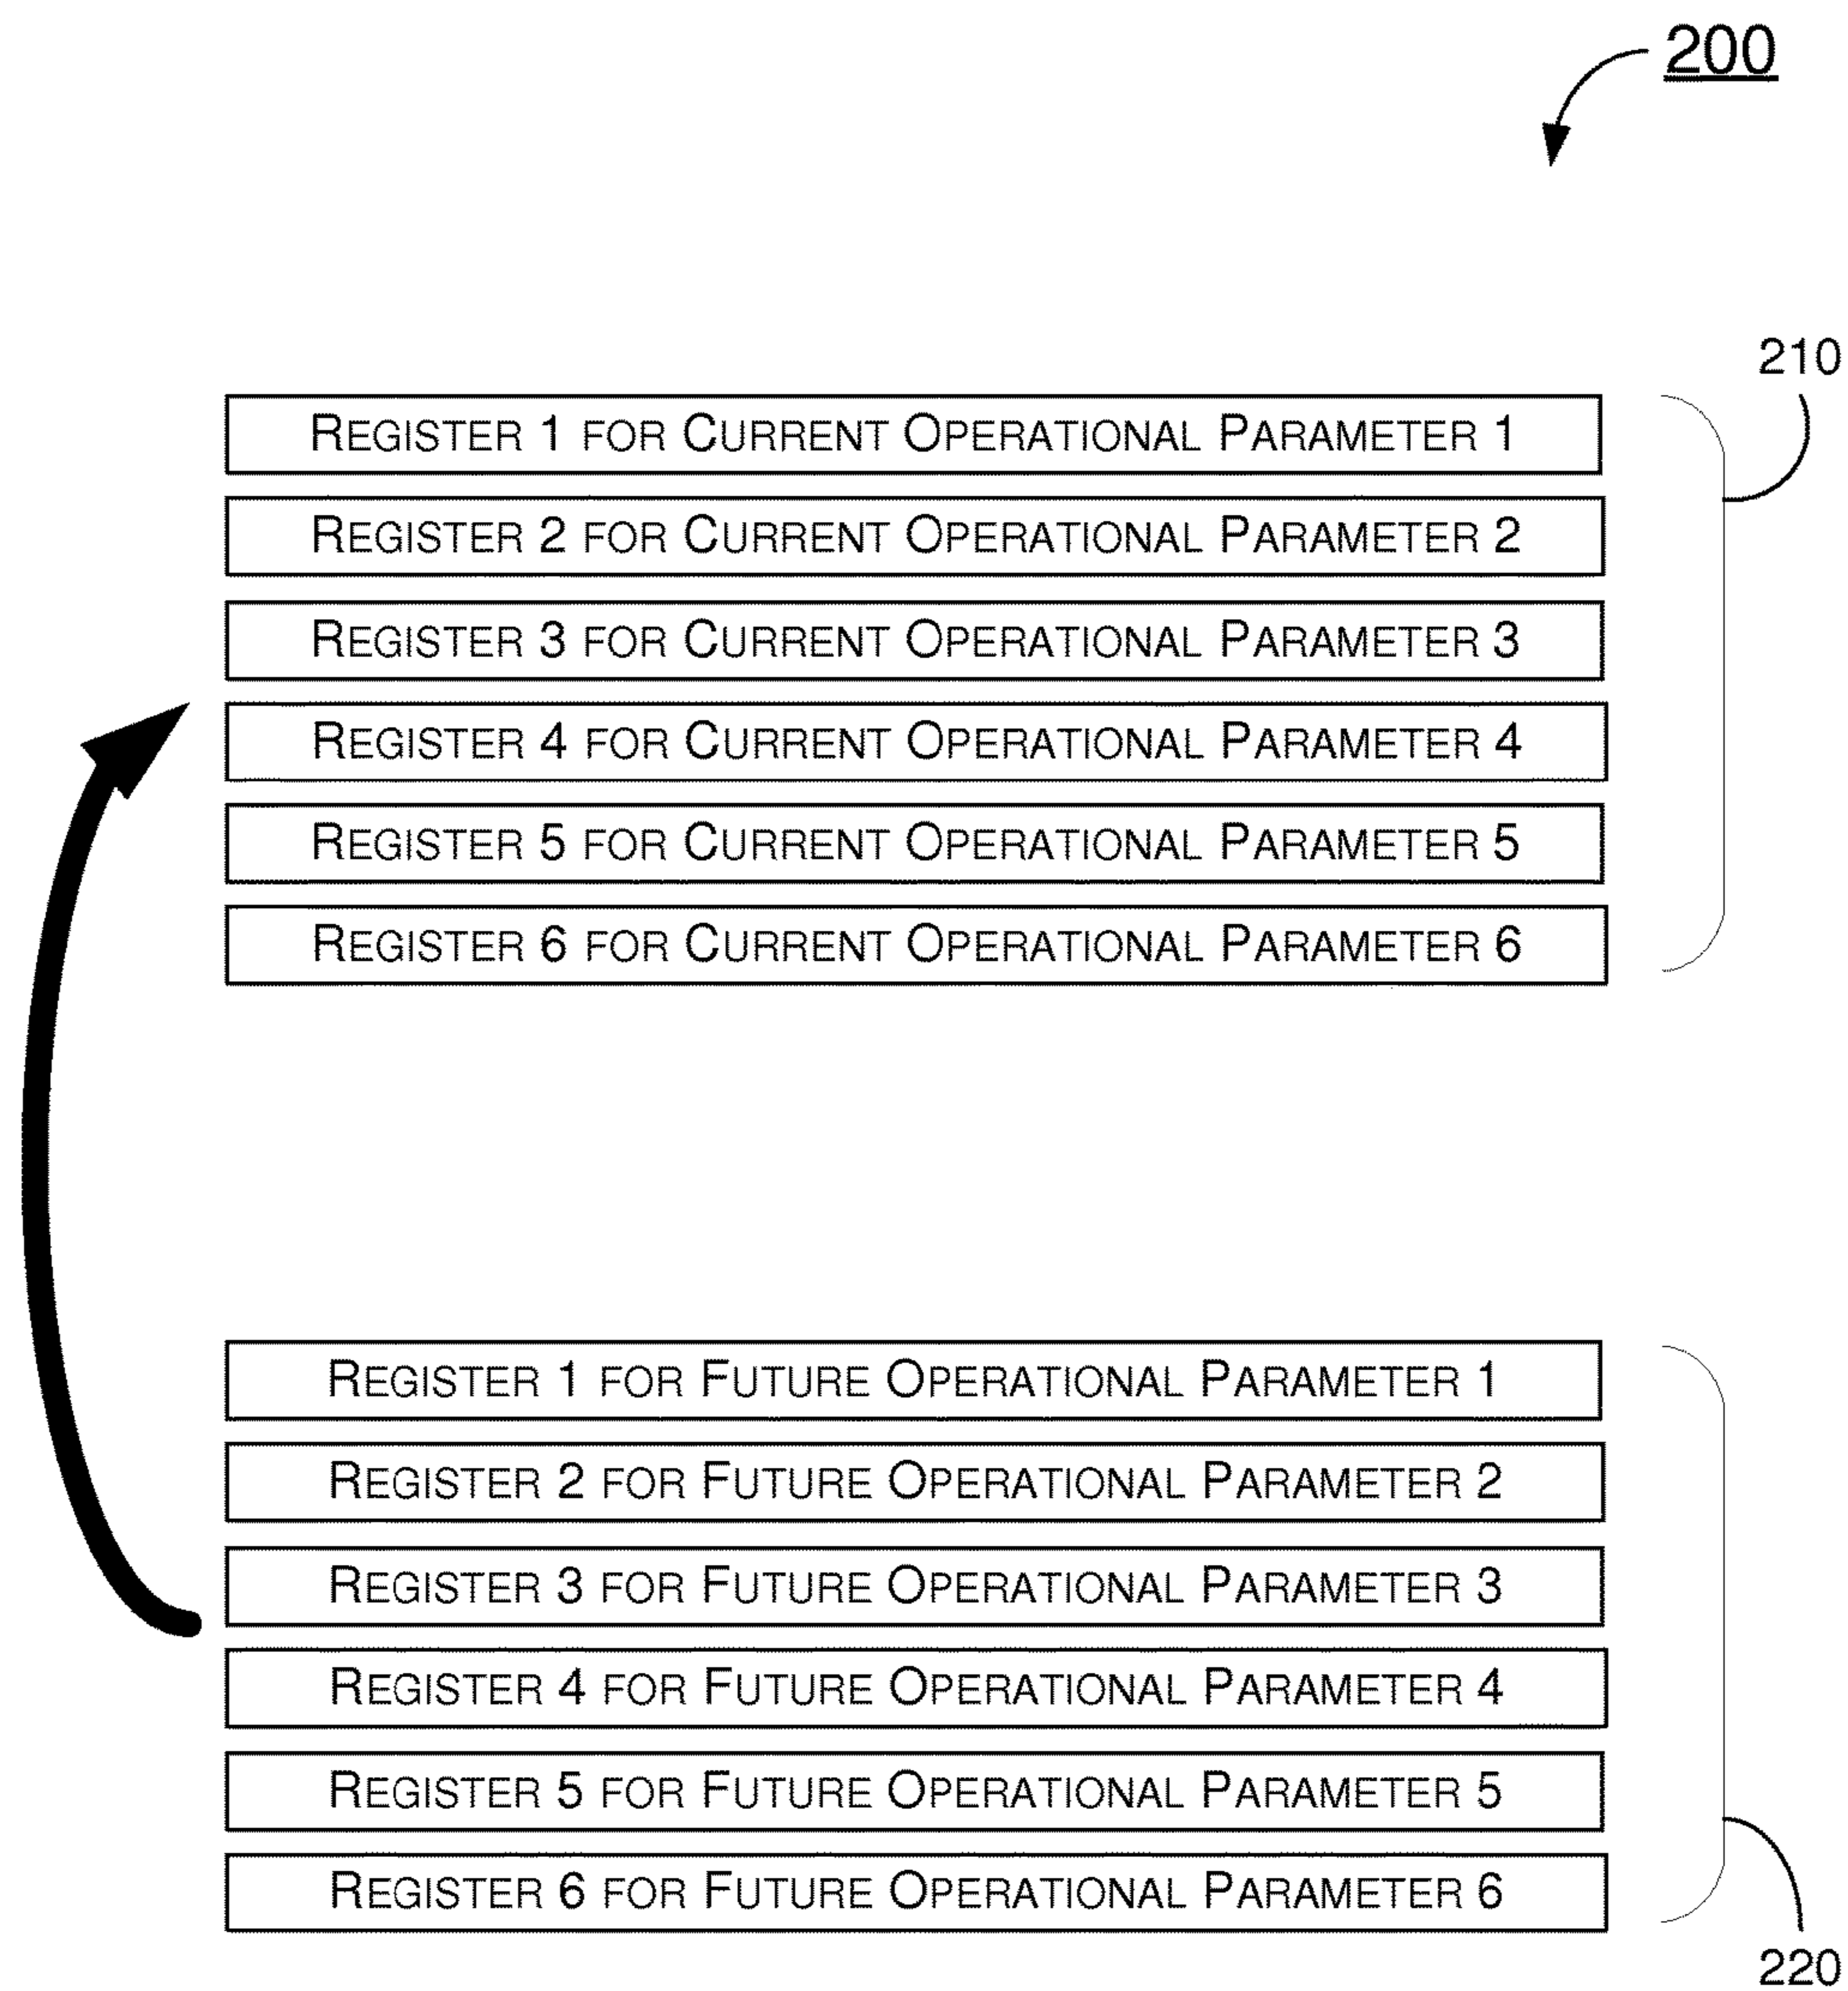 200
210
REGISTER 1 FOR CURRENT OPERATIONAL PARAMETER 1
REGISTER 2 FOR CURRENT OPERATIONAL PARAMETER 2
REGISTER 3 FOR CURRENT OPERATIONAL PARAMETER 3
REGISTER 4 FOR CURRENT OPERATIONAL PARAMETER 4
REGISTER 5 FOR CURRENT OPERATIONAL PARAMETER 5
REGISTER 6 FOR CURRENT OPERATIONAL PARAMETER 6
REGISTER 1 FOR FUTURE OPERATIONAL PARAMETER 1
REGISTER 2 FOR FUTURE OPERATIONAL PARAMETER 2
REGISTER 3 FOR FUTURE OPERATIONAL PARAMETER 3
REGISTER 4 FOR FUTURE OPERATIONAL PARAMETER 4
REGISTER 5 FOR FUTURE OPERATIONAL PARAMETER 5
REGISTER 6 FOR FUTURE OPERATIONAL PARAMETER 6
220